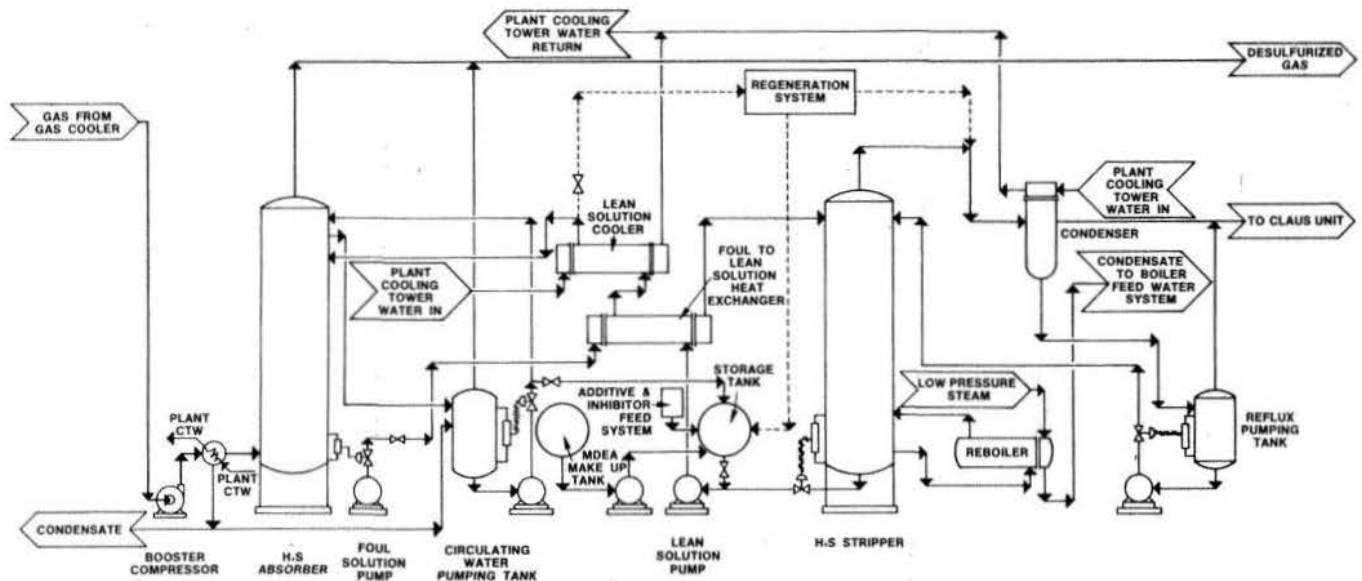 PLANT COOLING
TOWER WATER
RETURN
DESULFURIZED
GAS
REGENERATION
SYSTEM
GAS FROM
GAS COOLER
LEAN
SOLUTION
COOLER
PLANT
COOLING
TOWER
WATER IN
TO CLAUS UNIT
CONDENSER
FOUL TO
LEAN
SOLUTION
HEAT
EXCHANGER
CONDENSATE
TO BOILER
FEED WATER
SYSTEM
PLANT
COOLING
TOWER
WATER IN
STORAGE
TANK
LOW PRESSURE
STEAM
ADDITIVE &
INHIBITOR
FEED
SYSTEM
PLANT
CTW
PLANT
CTW
MDEA
MAKE UP
TANK
REBOILER
REFLUX
PUMPING
TANK
CONDENSATE
BOOSTER
COMPRESSOR
H₂S
ABSORBER
FOUL
SOLUTION
PUMP
CIRCULATING
WATER
PUMPING TANK
LEAN
SOLUTION
PUMP
H₂S STRIPPER